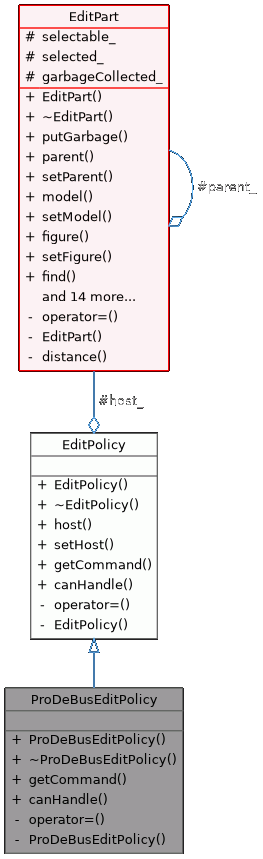 EditPart
# selectable_
# selected_
# garbageCollected_
+ EditPart()
+ ~EditPart()
+ putGarbage()
+ parent()
+ setParent()
+ model()
+ setModel()
+ figure()
+ setFigure()
+ find()
and 14 more...
- operator=()
- EditPart()
- distance()
#parent_
#host_
EditPolicy
+ EditPolicy()
+ ~EditPolicy()
+ host()
+ setHost()
+ getCommand()
+ canHandle()
- operator=()
- EditPolicy()
ProDeBusEditPolicy
+ ProDeBusEditPolicy()
+ ~ProDeBusEditPolicy()
+ getCommand()
+ canHandle()
- operator=()
- ProDeBusEditPolicy()